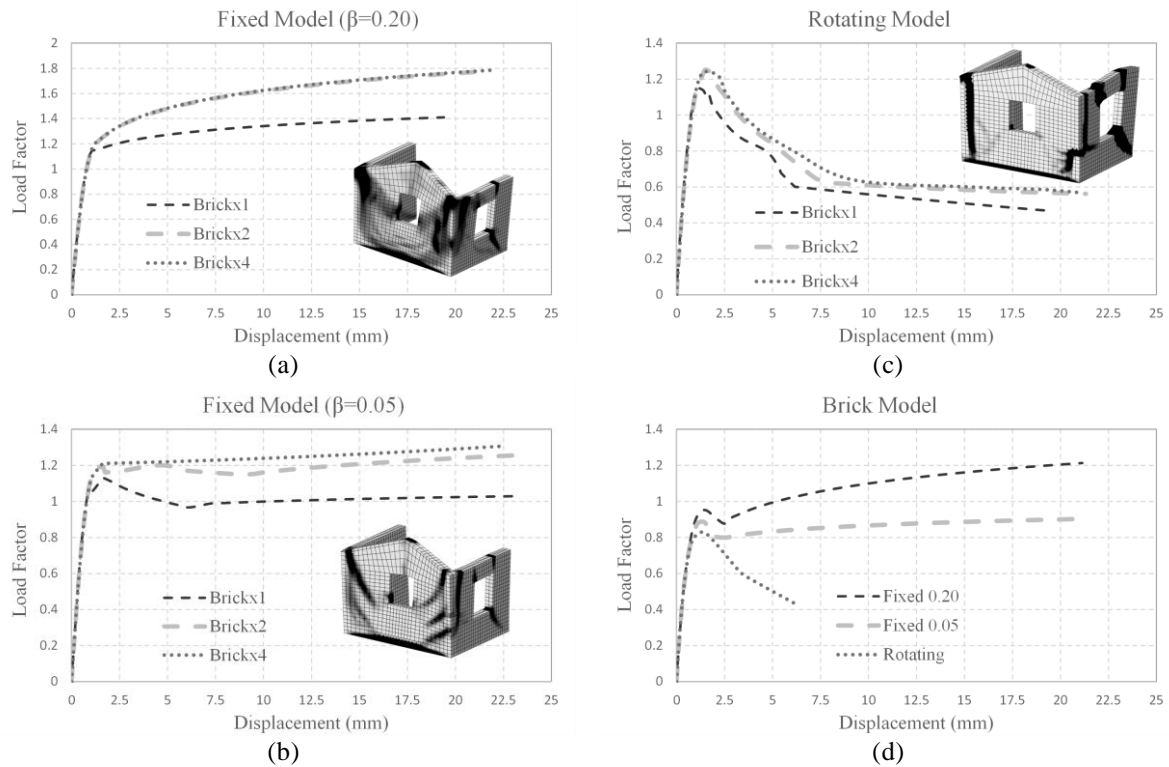 Fixed Model (β=0.20)
2
1.8
1.6
1.4
1.2
1
0.8
0.6
0.4
0.2
0
Load Factor
Brickx1
Brickx2
Brickx4
0 2.5 5 7.5 10 12.5 15 17.5 20 22.5 25
Displacement (mm)
(a)
Rotating Model
1.4
1.2
1
0.8
0.6
0.4
0.2
0
Load Factor
Brickx1
Brickx2
Brickx4
0 2.5 5 7.5 10 12.5 15 17.5 20 22.5 25
Displacement (mm)
(c)
Fixed Model (β=0.05)
1.4
1.2
1
0.8
0.6
0.4
0.2
0
Load Factor
Brickx1
Brickx2
Brickx4
0 2.5 5 7.5 10 12.5 15 17.5 20 22.5 25
Displacement (mm)
(b)
Brick Model
1.4
1.2
1
0.8
0.6
0.4
0.2
0
Load Factor
Fixed 0.20
Fixed 0.05
Rotating
0 2.5 5 7.5 10 12.5 15 17.5 20 22.5 25
Displacement (mm)
(d)